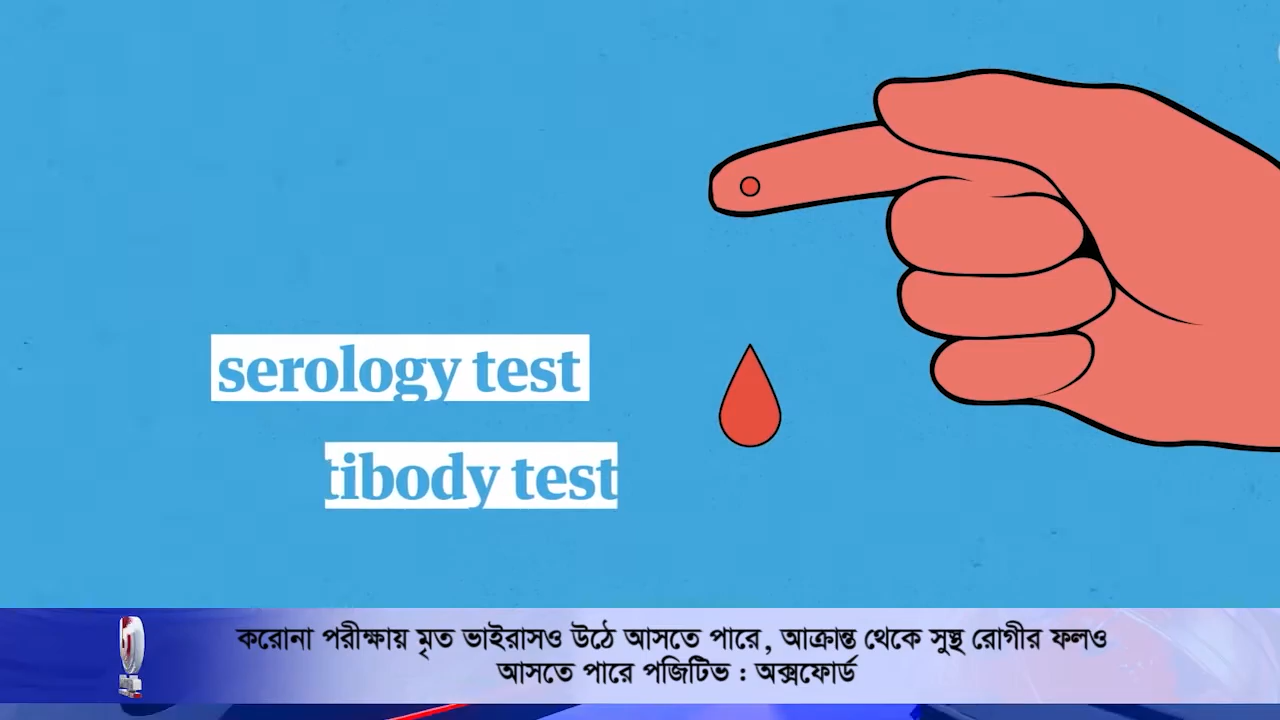 serology test
tibody test
করোনা পরীক্ষায় মৃত ভাইরাসও উঠে আসতে পারে, আক্রান্ত থেকে সুস্থ রোগীর ফলও
আসতে পারে পজিটিভ : অক্সফোর্ড